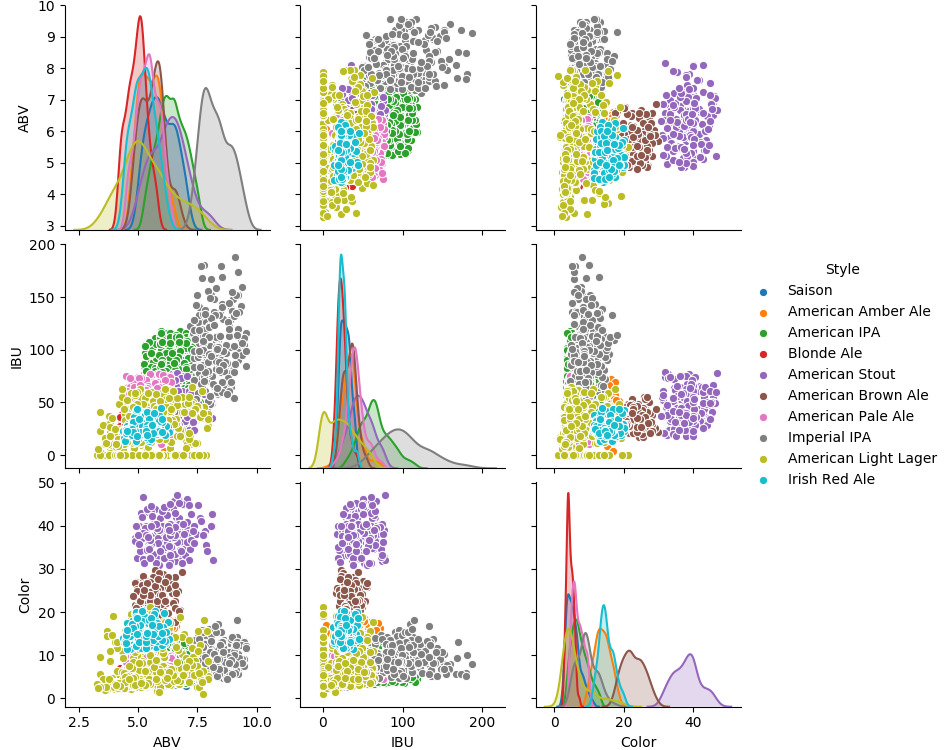 10
9
8
7
6
5
4
3
ABV
200
150
100
50
0
IBU
Style
Saison
American Amber Ale
American IPA
Blonde Ale
American Stout
American Brown Ale
American Pale Ale
Imperial IPA
American Light Lager
Irish Red Ale
50
40
30
20
10
0
Color
2.5 5.0 7.5 10.0
ABV
0 100 200
IBU
0 20 40
Color